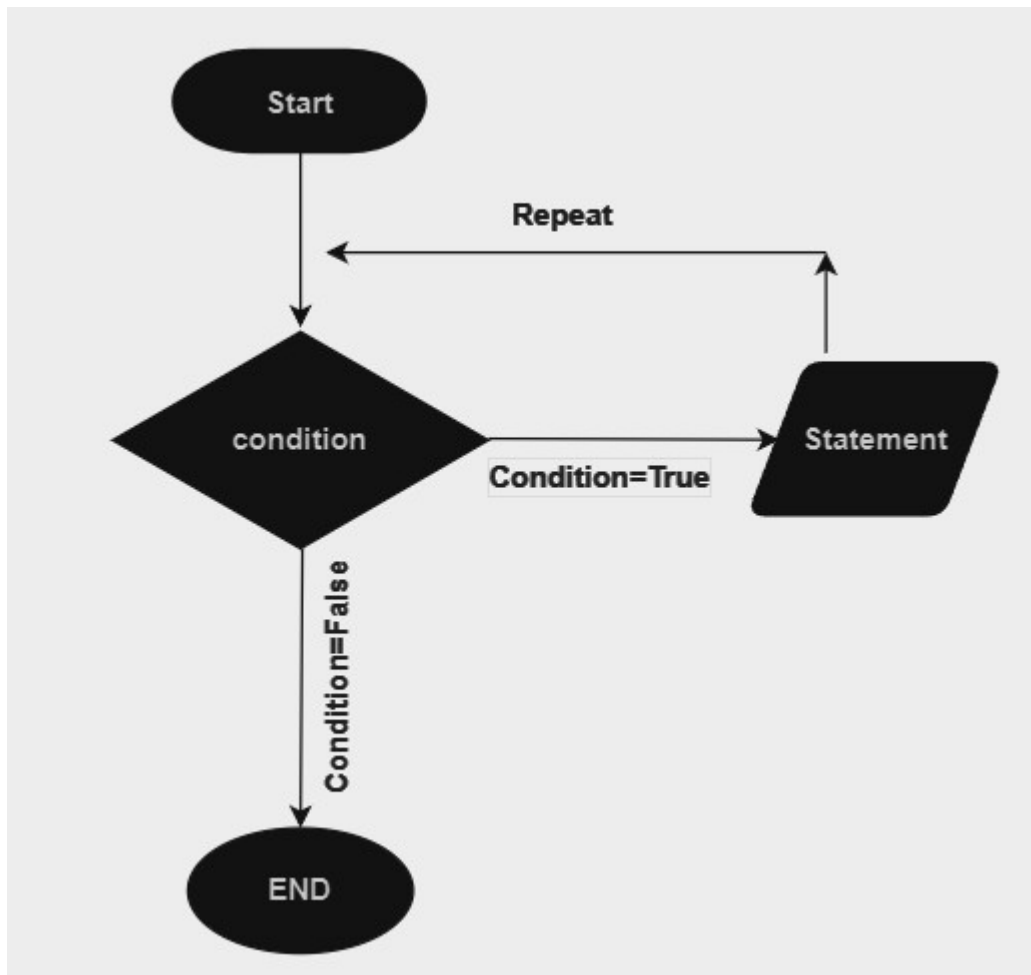 Start
Repeat
condition
Condition=True
Statement
Condition=False
END